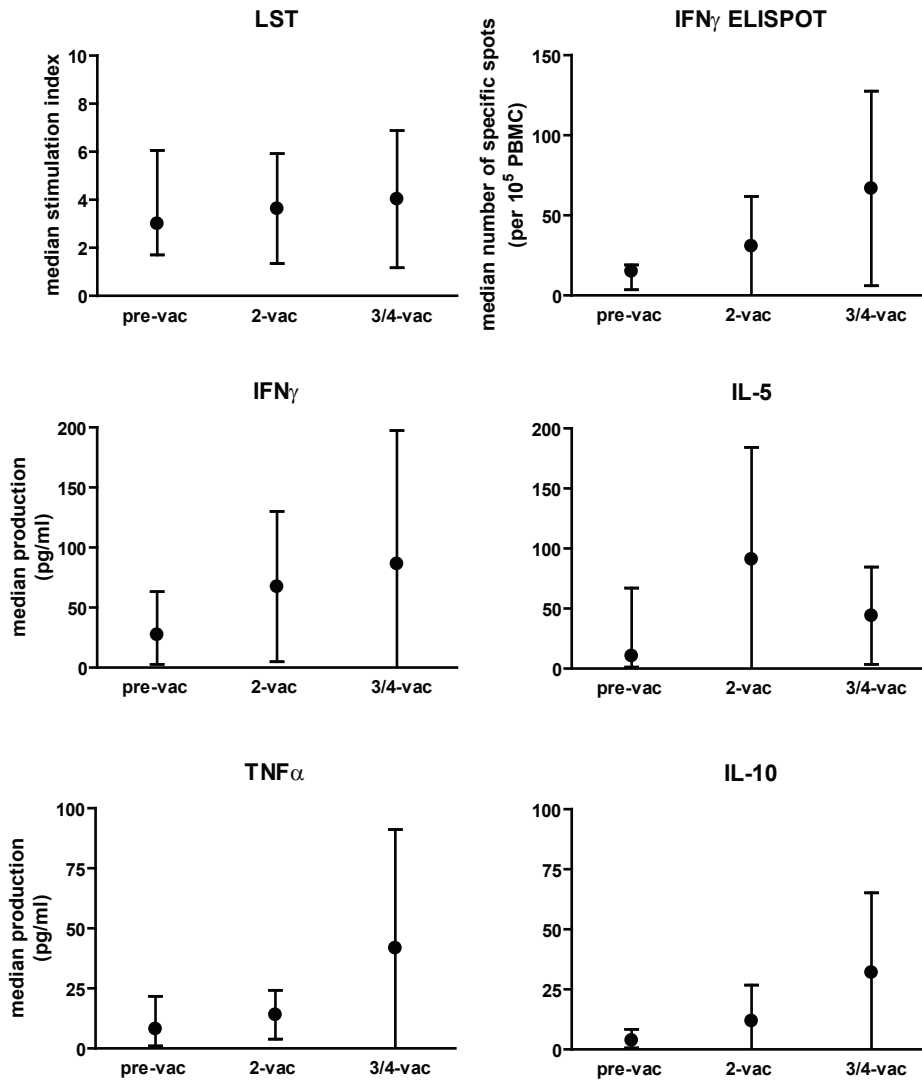 LST
median stimulation index
10
8
6
4
2
0
pre-vac 2-vac 3/4-vac
IFNγ ELISPOT
median number of specific spots
(per 10⁵ PBMC)
150
100
50
0
pre-vac 2-vac 3/4-vac
IFNγ
median production
(pg/ml)
200
150
100
50
0
pre-vac 2-vac 3/4-vac
IL-5
200
150
100
50
0
pre-vac 2-vac 3/4-vac
TNFα
median production
(pg/ml)
100
75
50
25
0
pre-vac 2-vac 3/4-vac
IL-10
100
75
50
25
0
pre-vac 2-vac 3/4-vac